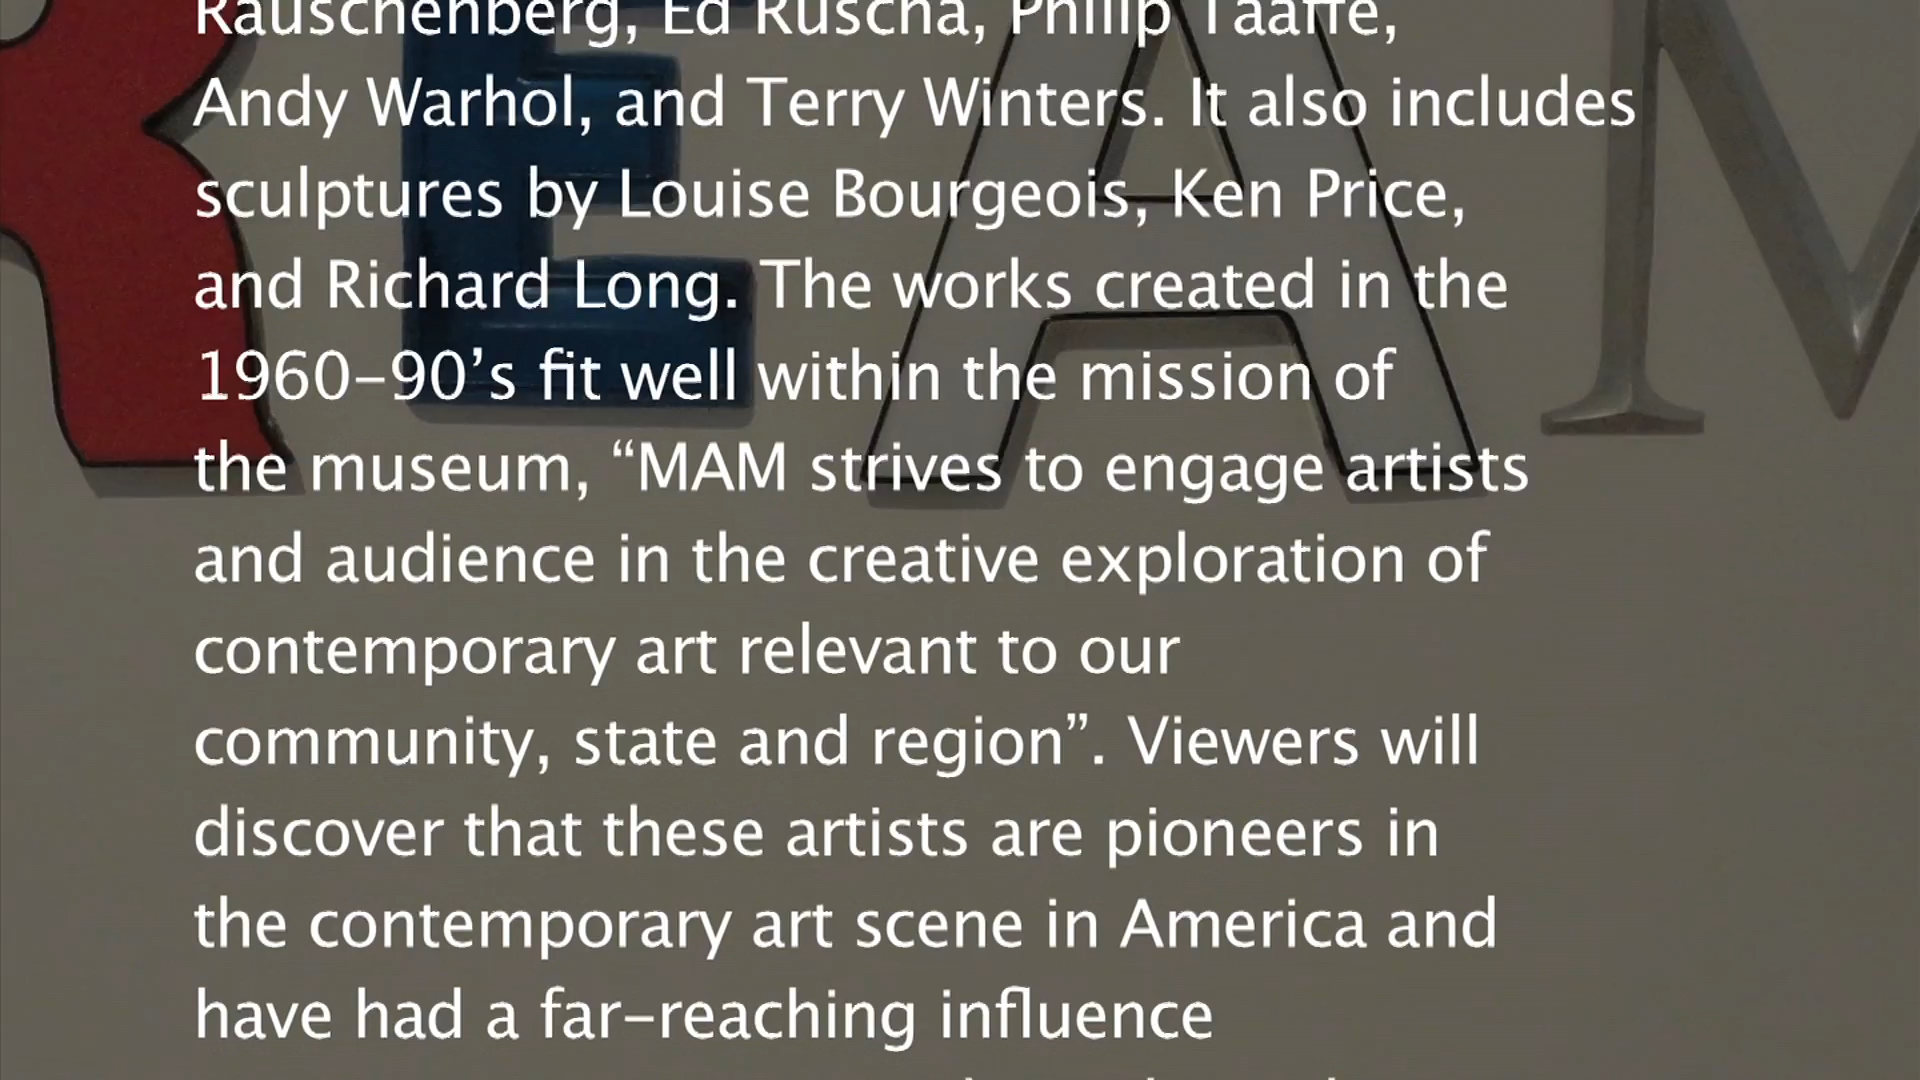 Rauschenberg, Ed Ruscha, Philip Taaffe,
Andy Warhol, and Terry Winters. It also includes
sculptures by Louise Bourgeois, Ken Price,
and Richard Long. The works created in the
1960–90’s fit well within the mission of
the museum, “MAM strives to engage artists
and audience in the creative exploration of
contemporary art relevant to our
community, state and region”. Viewers will
discover that these artists are pioneers in
the contemporary art scene in America and
have had a far–reaching influence
E A M